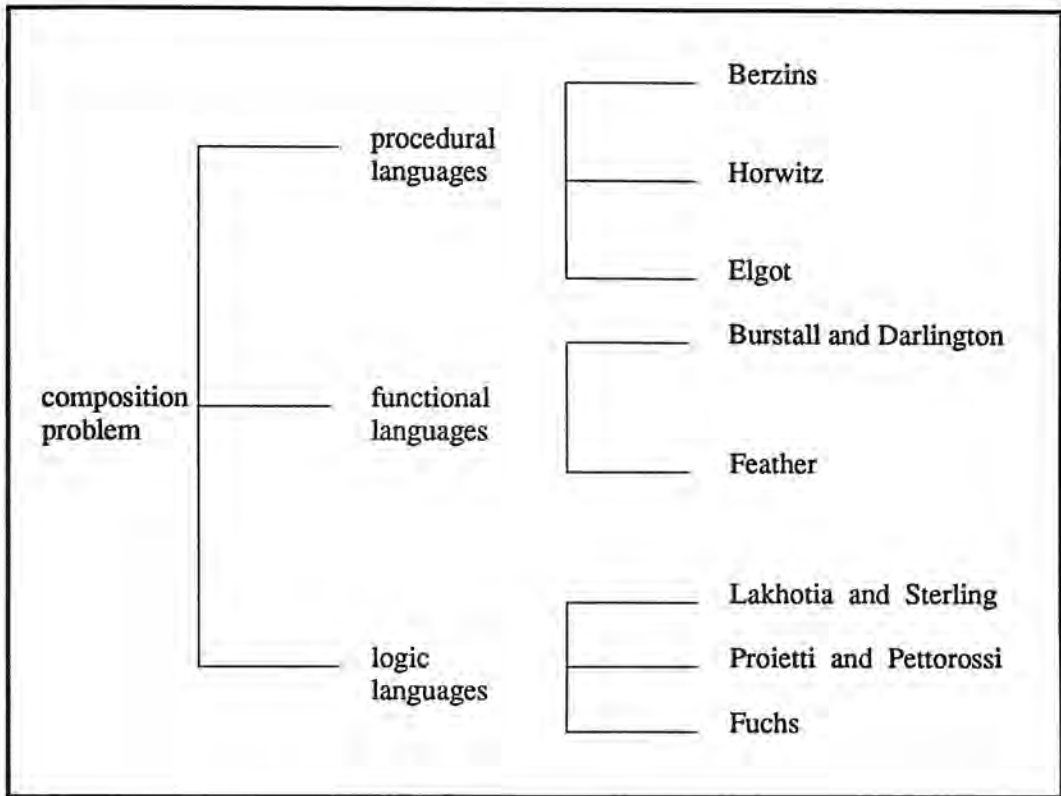 composition
problem
procedural
languages
Berzins
Horwitz
Elgot
functional
languages
Burstall and Darlington
Feather
logic
languages
Lakhotia and Sterling
Proietti and Pettorossi
Fuchs